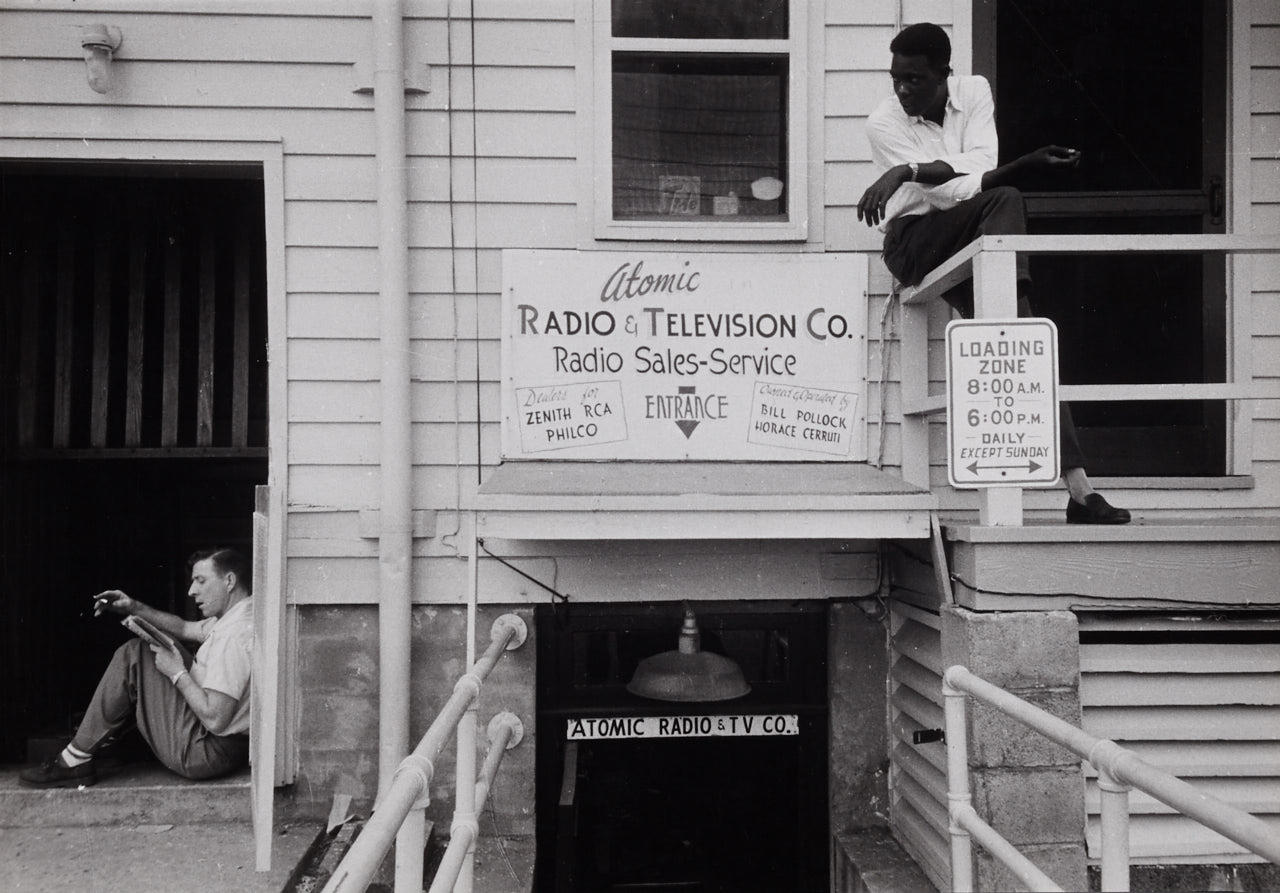 Tide
Atomic
RADIO & TELEVISION CO.
Radio Sales-Service
Dealers for
ZENITH RCA
PHILCO
ENTRANCE
Owned & Operated by
BILL POLLOCK
HORACE CERRUTI
LOADING
ZONE
8:00 A.M.
TO
6:00 P.M.
DAILY
EXCEPT SUNDAY
ATOMIC RADIO & TV CO.